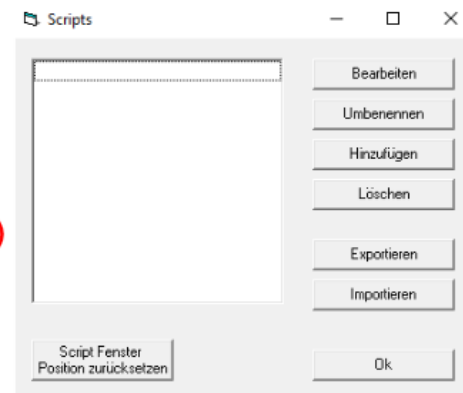 Scripts
Bearbeiten
Umbenennen
Hinzufügen
Löschen
Exportieren
Importieren
Script Fenster
Position zurücksetzen
Ok